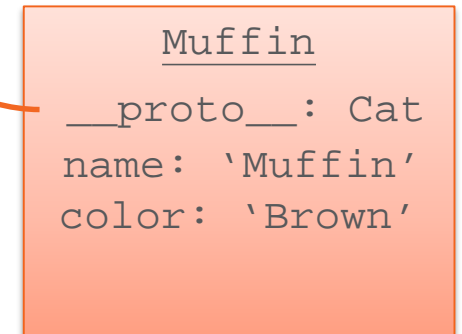 Muffin
__proto__: Cat
name: ‘Muffin’
color: ‘Brown’